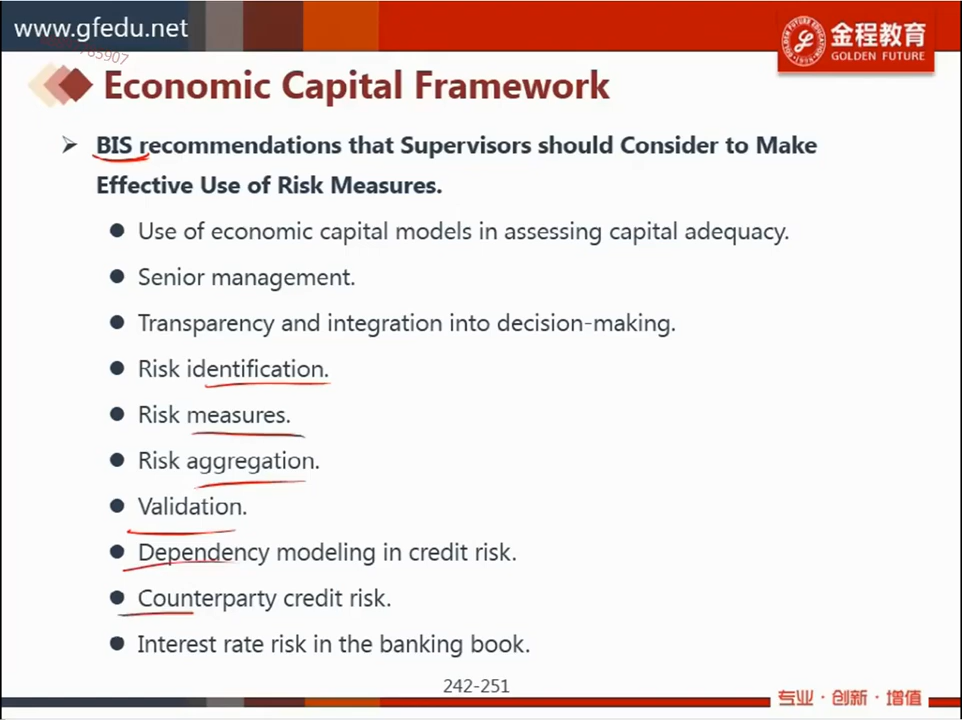 www.gfedu.net
765907
金程教育
GOLDEN FUTURE
Economic Capital Framework
BIS recommendations that Supervisors should Consider to Make
Effective Use of Risk Measures.
Use of economic capital models in assessing capital adequacy.
Senior management.
Transparency and integration into decision-making.
Risk identification.
Risk measures.
Risk aggregation.
Validation.
Dependency modeling in credit risk.
Counterparty credit risk.
Interest rate risk in the banking book.
242-251
专业·创新·增值